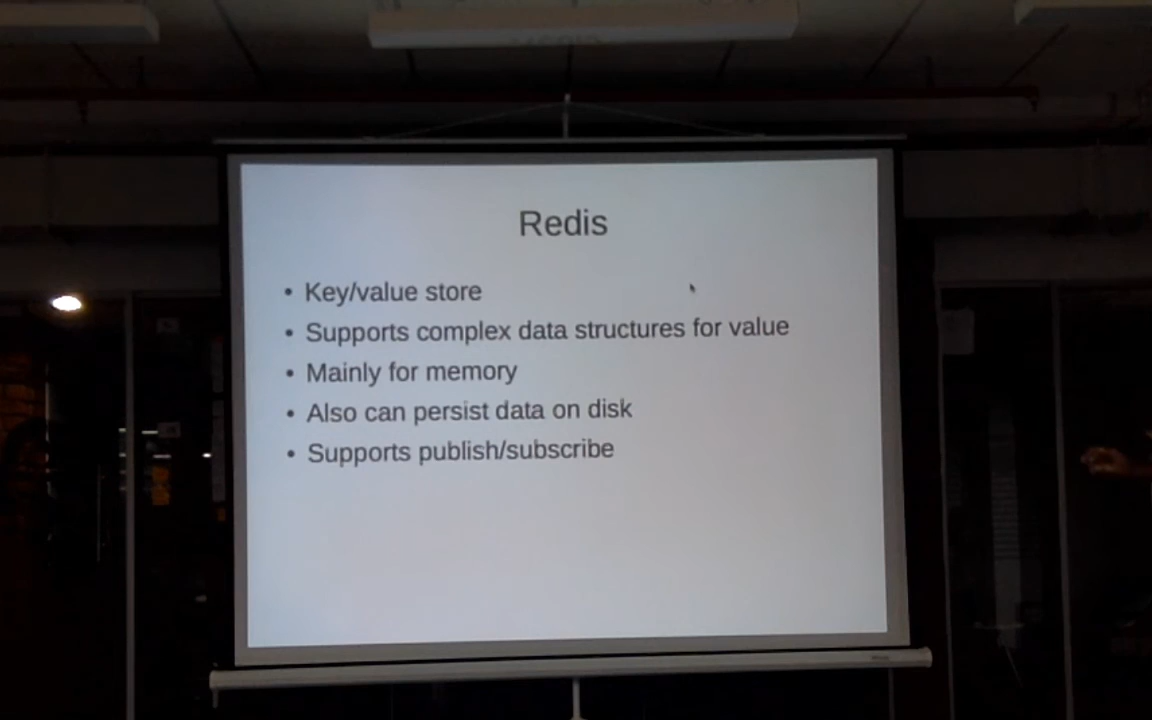 Redis
• Key/value store
• Supports complex data structures for value
• Mainly for memory
• Also can persist data on disk
• Supports publish/subscribe